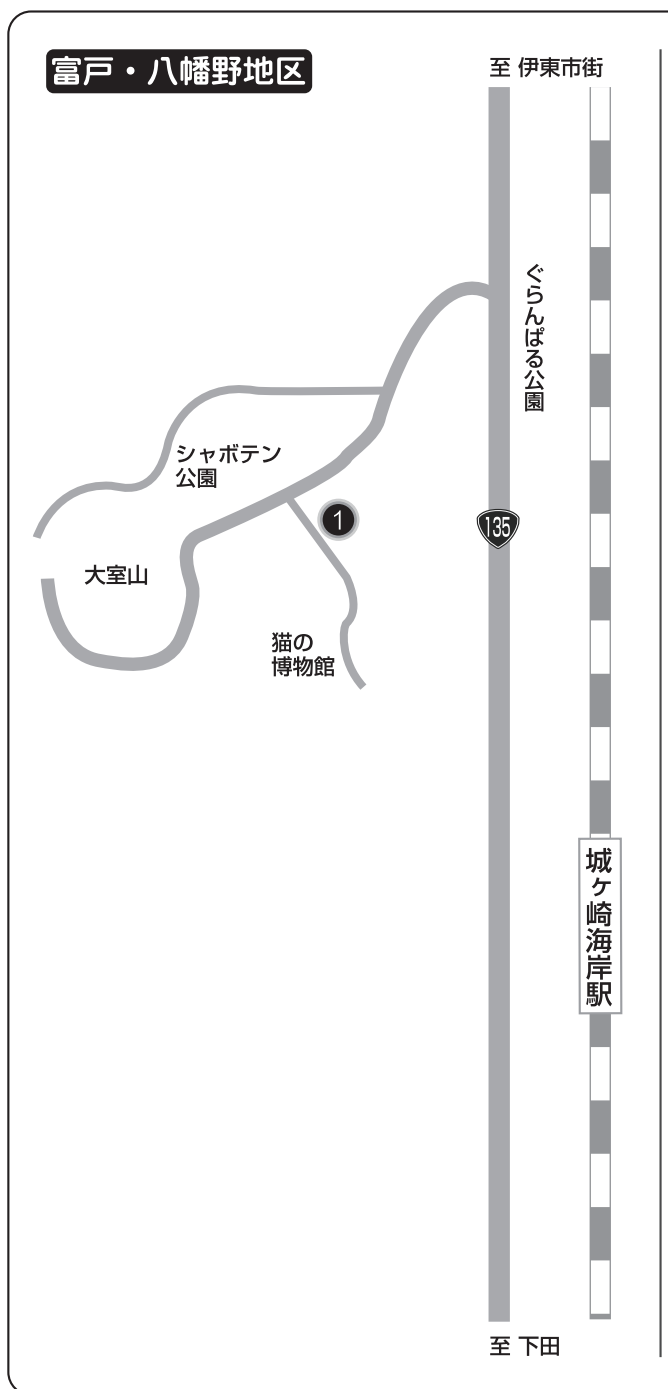 富戸・八幡野地区
至 伊東市街
ぐらんぱる公園
シャボテン
公園
1
135
大室山
猫の
博物館
城ヶ崎海岸駅
至 下田